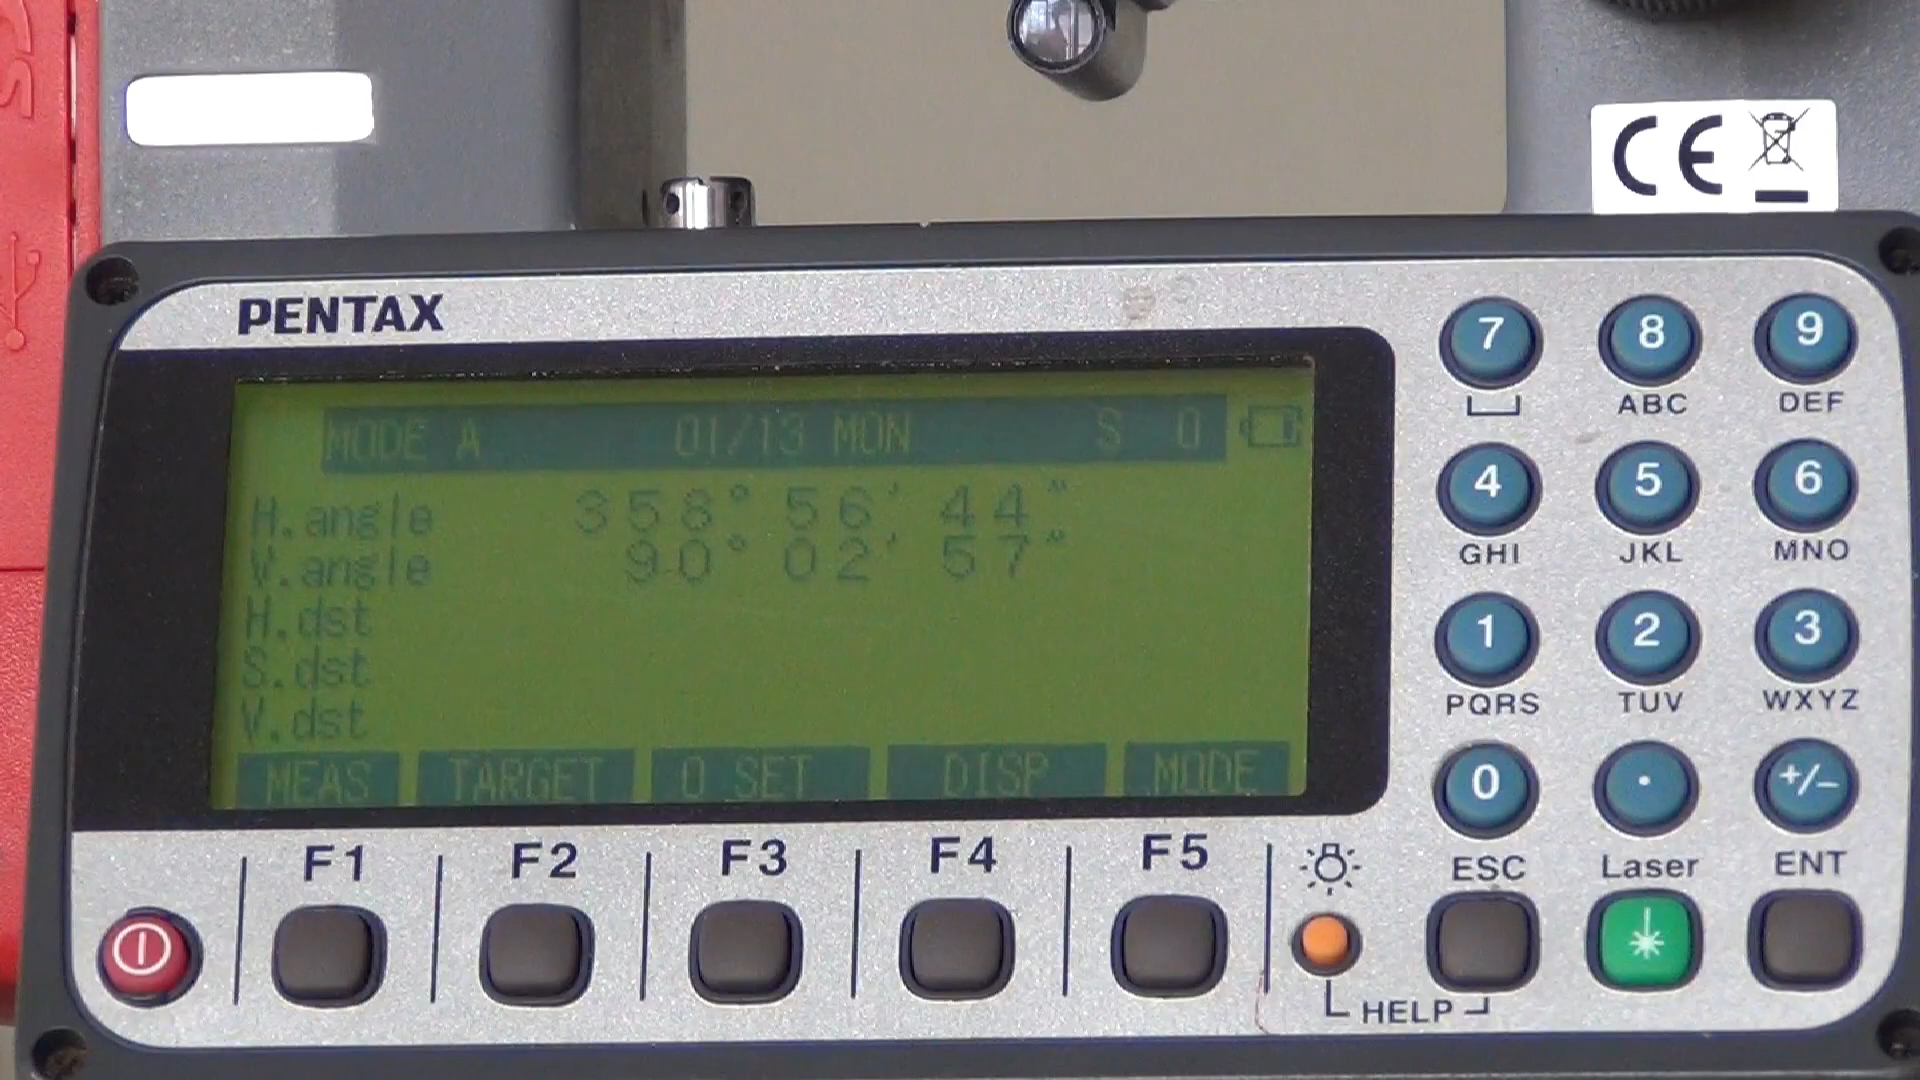 CE
PENTAX
MODE A 01/13 MON S 0
H.angle 358° 56' 44"
V.angle 90° 02' 57"
H.dst
S.dst
V.dst
MEAS TARGET 0 SET DISP MODE
F1 F2 F3 F4 F5
HELP
7 8 9
ABC DEF
4 5 6
GHI JKL MNO
1 2 3
PQRS TUV WXYZ
0 . +/-
ESC Laser ENT